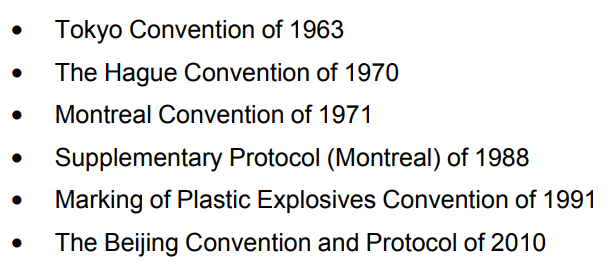 • Tokyo Convention of 1963
• The Hague Convention of 1970
• Montreal Convention of 1971
• Supplementary Protocol (Montreal) of 1988
• Marking of Plastic Explosives Convention of 1991
• The Beijing Convention and Protocol of 2010